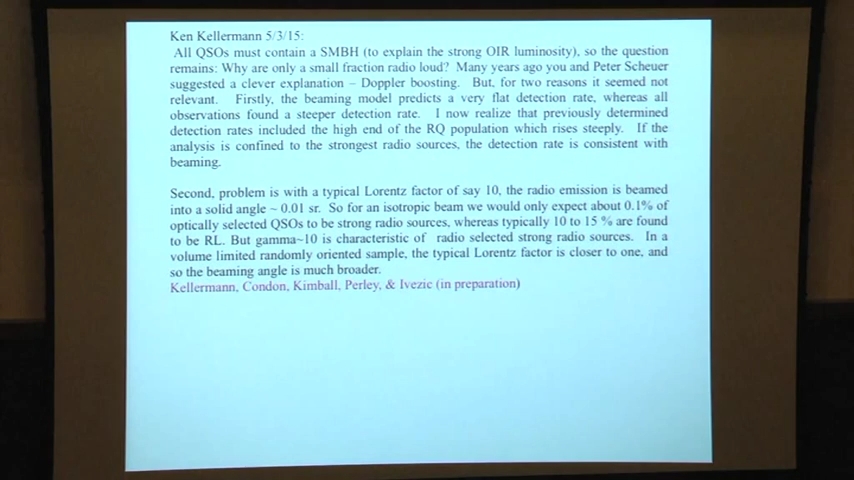 Ken Kellermann 5/3/15:
All QSOs must contain a SMBH (to explain the strong OIR luminosity), so the question
remains: Why are only a small fraction radio loud? Many years ago you and Peter Scheuer
suggested a clever explanation – Doppler boosting. But, for two reasons it seemed not
relevant. Firstly, the beaming model predicts a very flat detection rate, whereas all
observations found a steeper detection rate. I now realize that previously determined
detection rates included the high end of the RQ population which rises steeply. If the
analysis is confined to the strongest radio sources, the detection rate is consistent with
beaming.
Second, problem is with a typical Lorentz factor of say 10, the radio emission is beamed
into a solid angle ~ 0.01 sr. So for an isotropic beam we would only expect about 0.1% of
optically selected QSOs to be strong radio sources, whereas typically 10 to 15 % are found
to be RL. But gamma~10 is characteristic of radio selected strong radio sources. In a
volume limited randomly oriented sample, the typical Lorentz factor is closer to one, and
so the beaming angle is much broader.
Kellermann, Condon, Kimball, Perley, & Ivezic (in preparation)